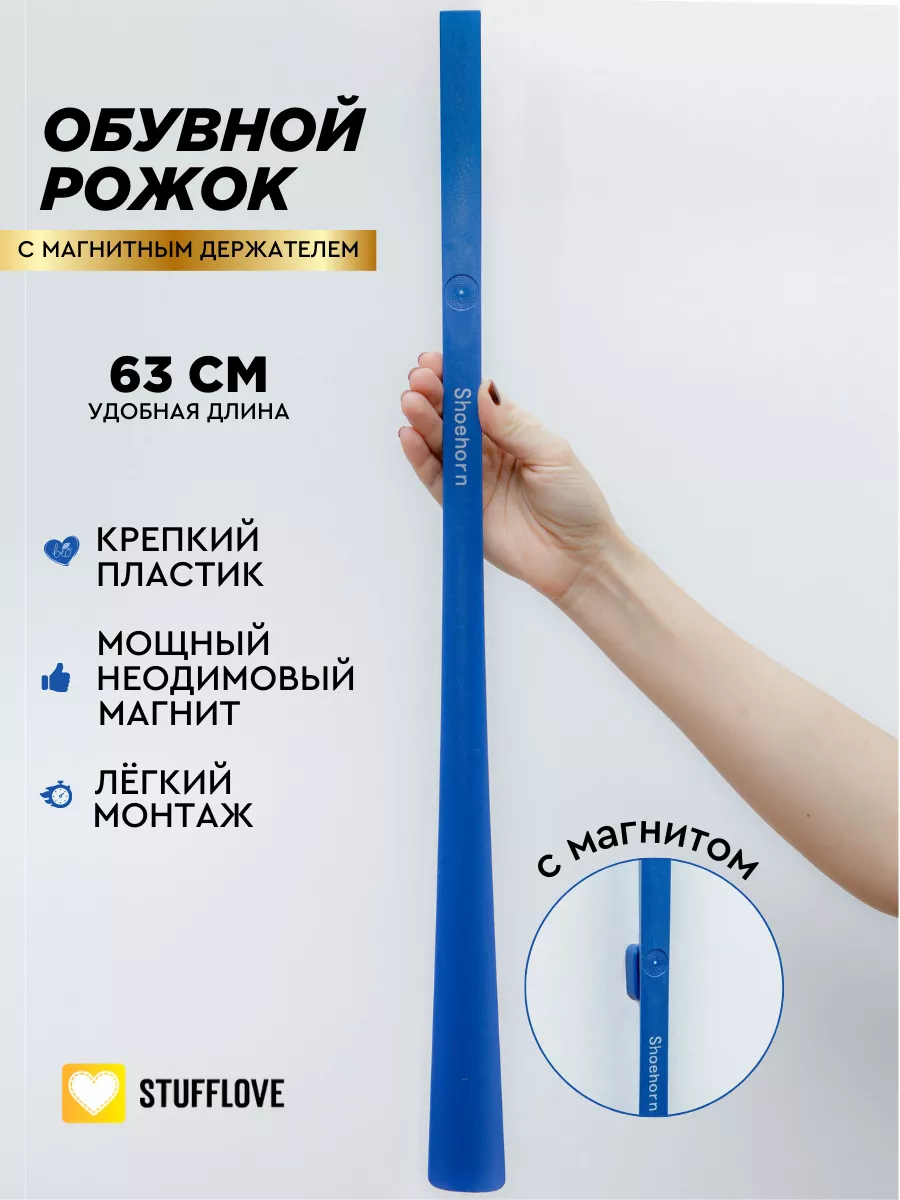 ОБУВНОЙ
РОЖОК
С МАГНИТНЫМ ДЕРЖАТЕЛЕМ
63 СМ
УДОБНАЯ ДЛИНА
Shoehorn
bio
КРЕПКИЙ
ПЛАСТИК
МОЩНЫЙ
НЕОДИМОВЫЙ
МАГНИТ
ЛЁГКИЙ
МОНТАЖ
с магнитом
Shoehorn
STUFFLOVE